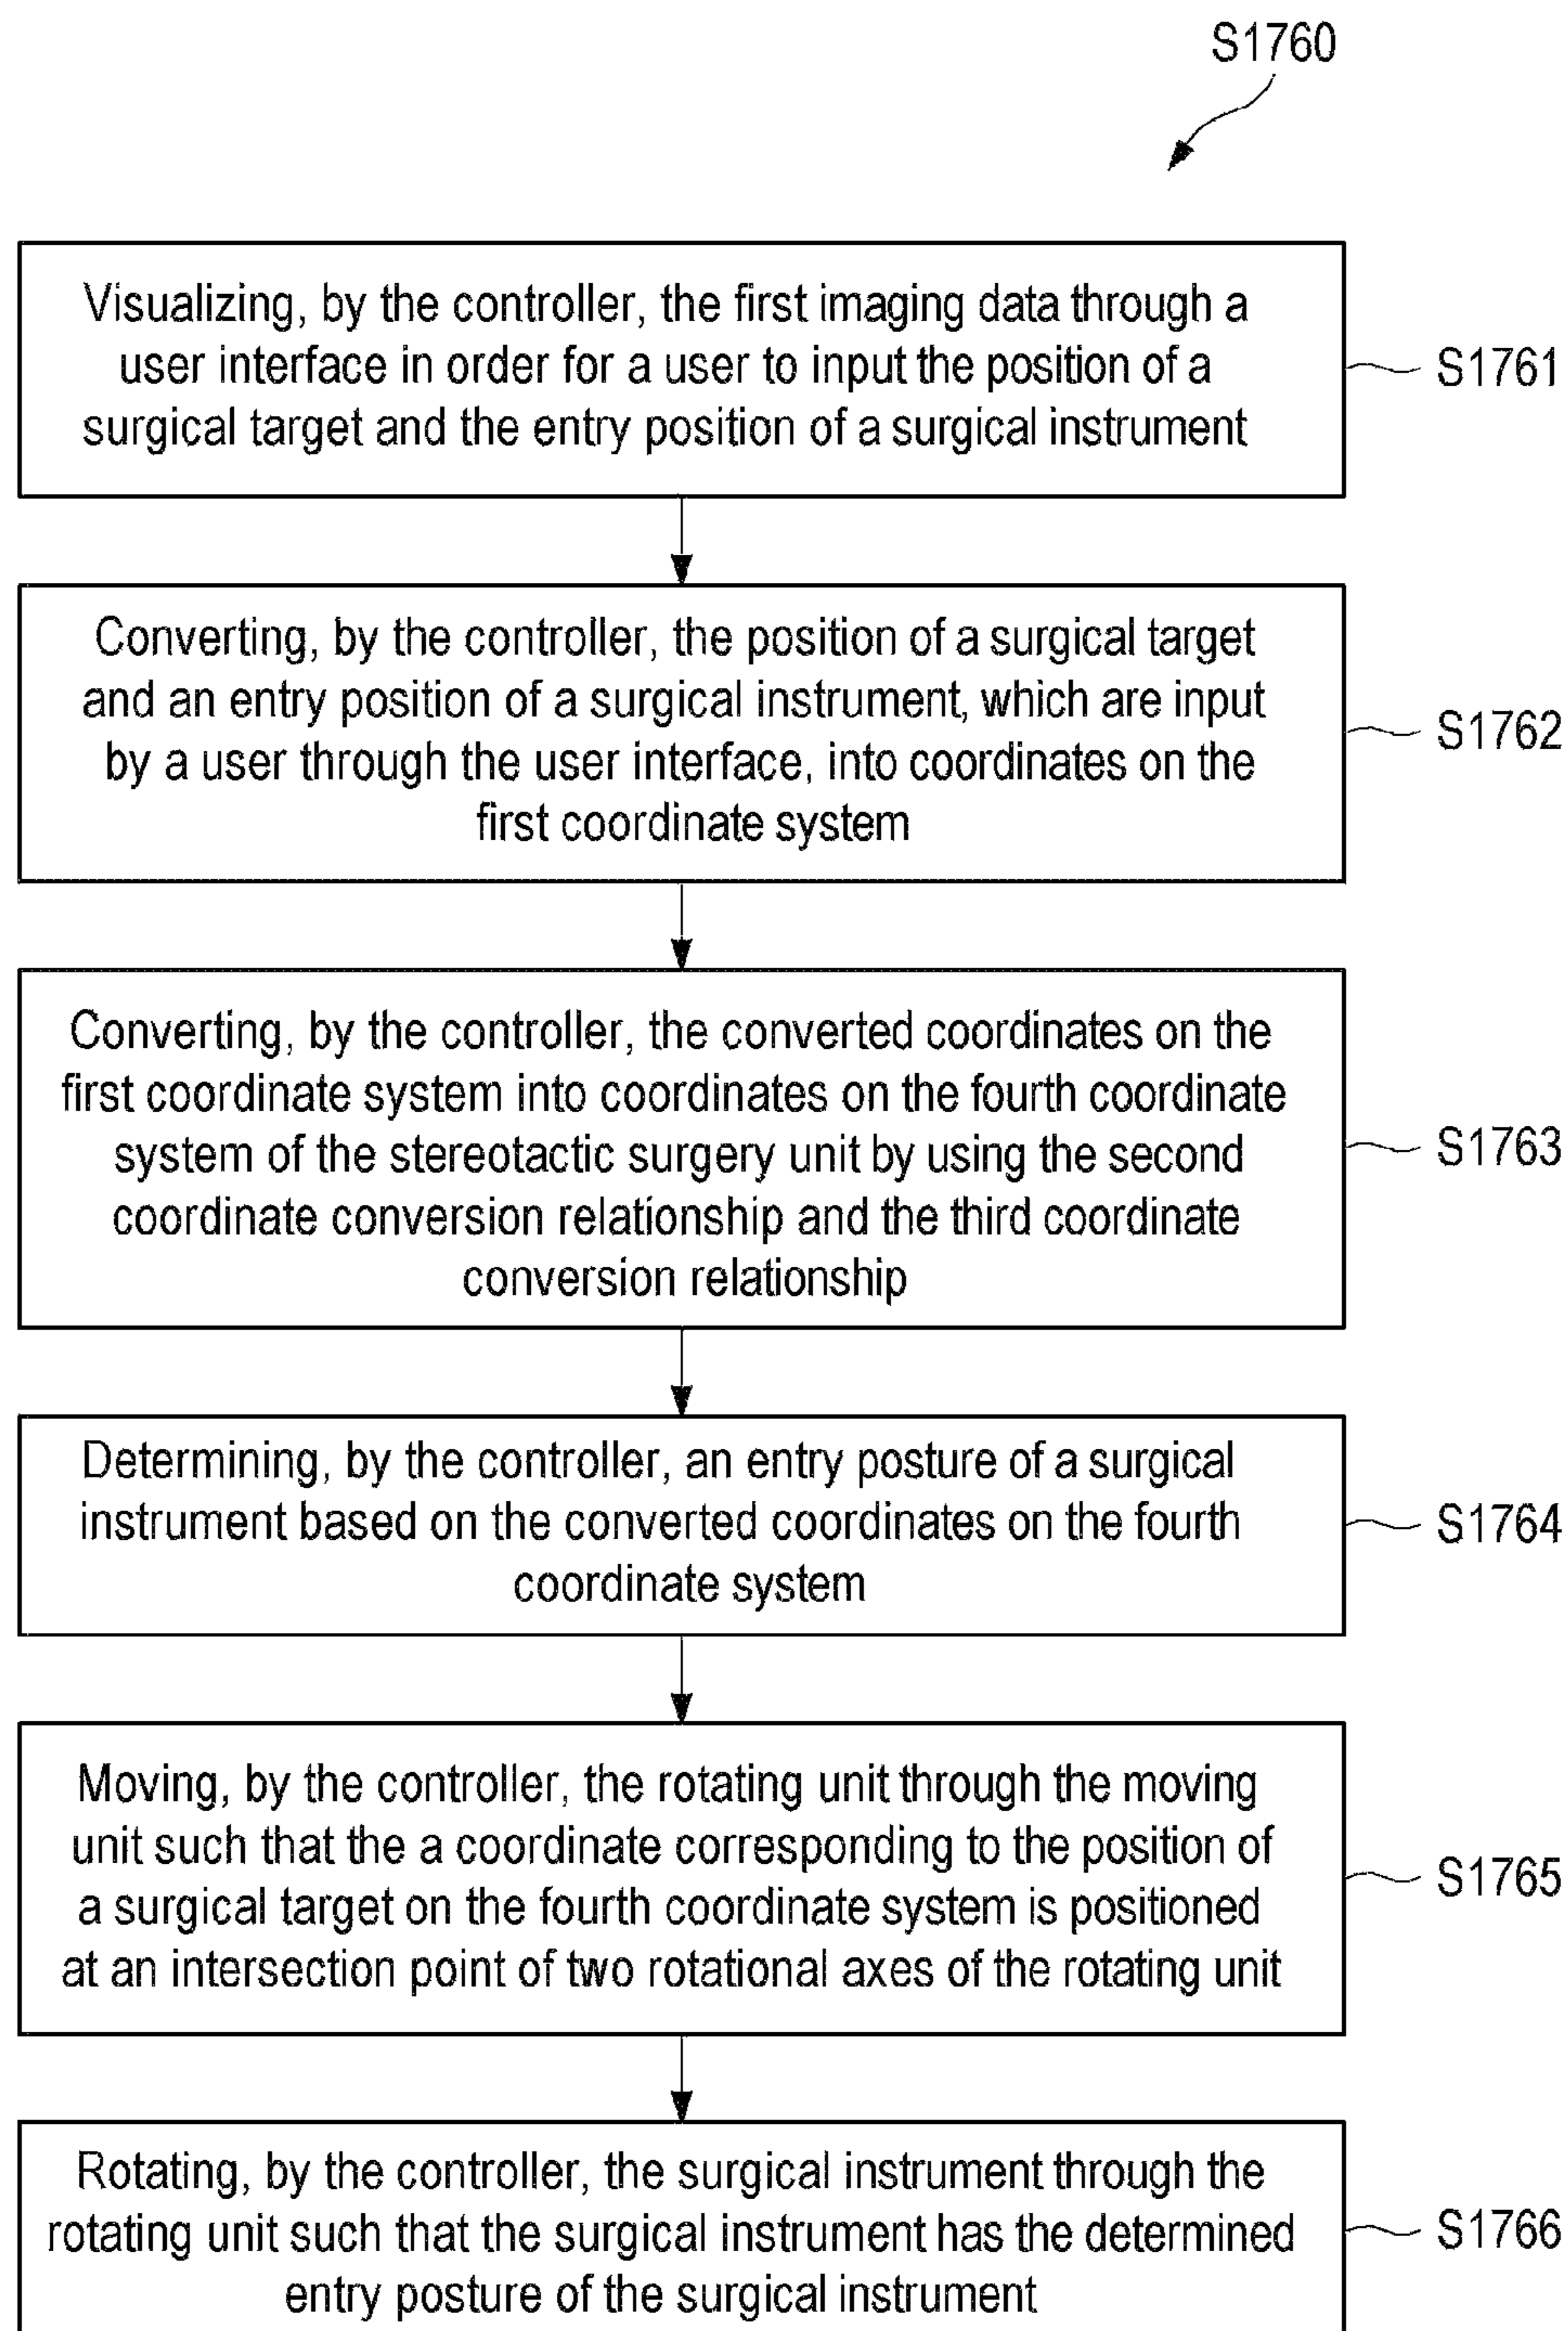 S1760
Visualizing, by the controller, the first imaging data through a
user interface in order for a user to input the position of a
surgical target and the entry position of a surgical instrument
S1761
Converting, by the controller, the position of a surgical target
and an entry position of a surgical instrument, which are input
by a user through the user interface, into coordinates on the
first coordinate system
S1762
Converting, by the controller, the converted coordinates on the
first coordinate system into coordinates on the fourth coordinate
system of the stereotactic surgery unit by using the second
coordinate conversion relationship and the third coordinate
conversion relationship
S1763
Determining, by the controller, an entry posture of a surgical
instrument based on the converted coordinates on the fourth
coordinate system
S1764
Moving, by the controller, the rotating unit through the moving
unit such that the a coordinate corresponding to the position of
a surgical target on the fourth coordinate system is positioned
at an intersection point of two rotational axes of the rotating unit
S1765
Rotating, by the controller, the surgical instrument through the
rotating unit such that the surgical instrument has the determined
entry posture of the surgical instrument
S1766